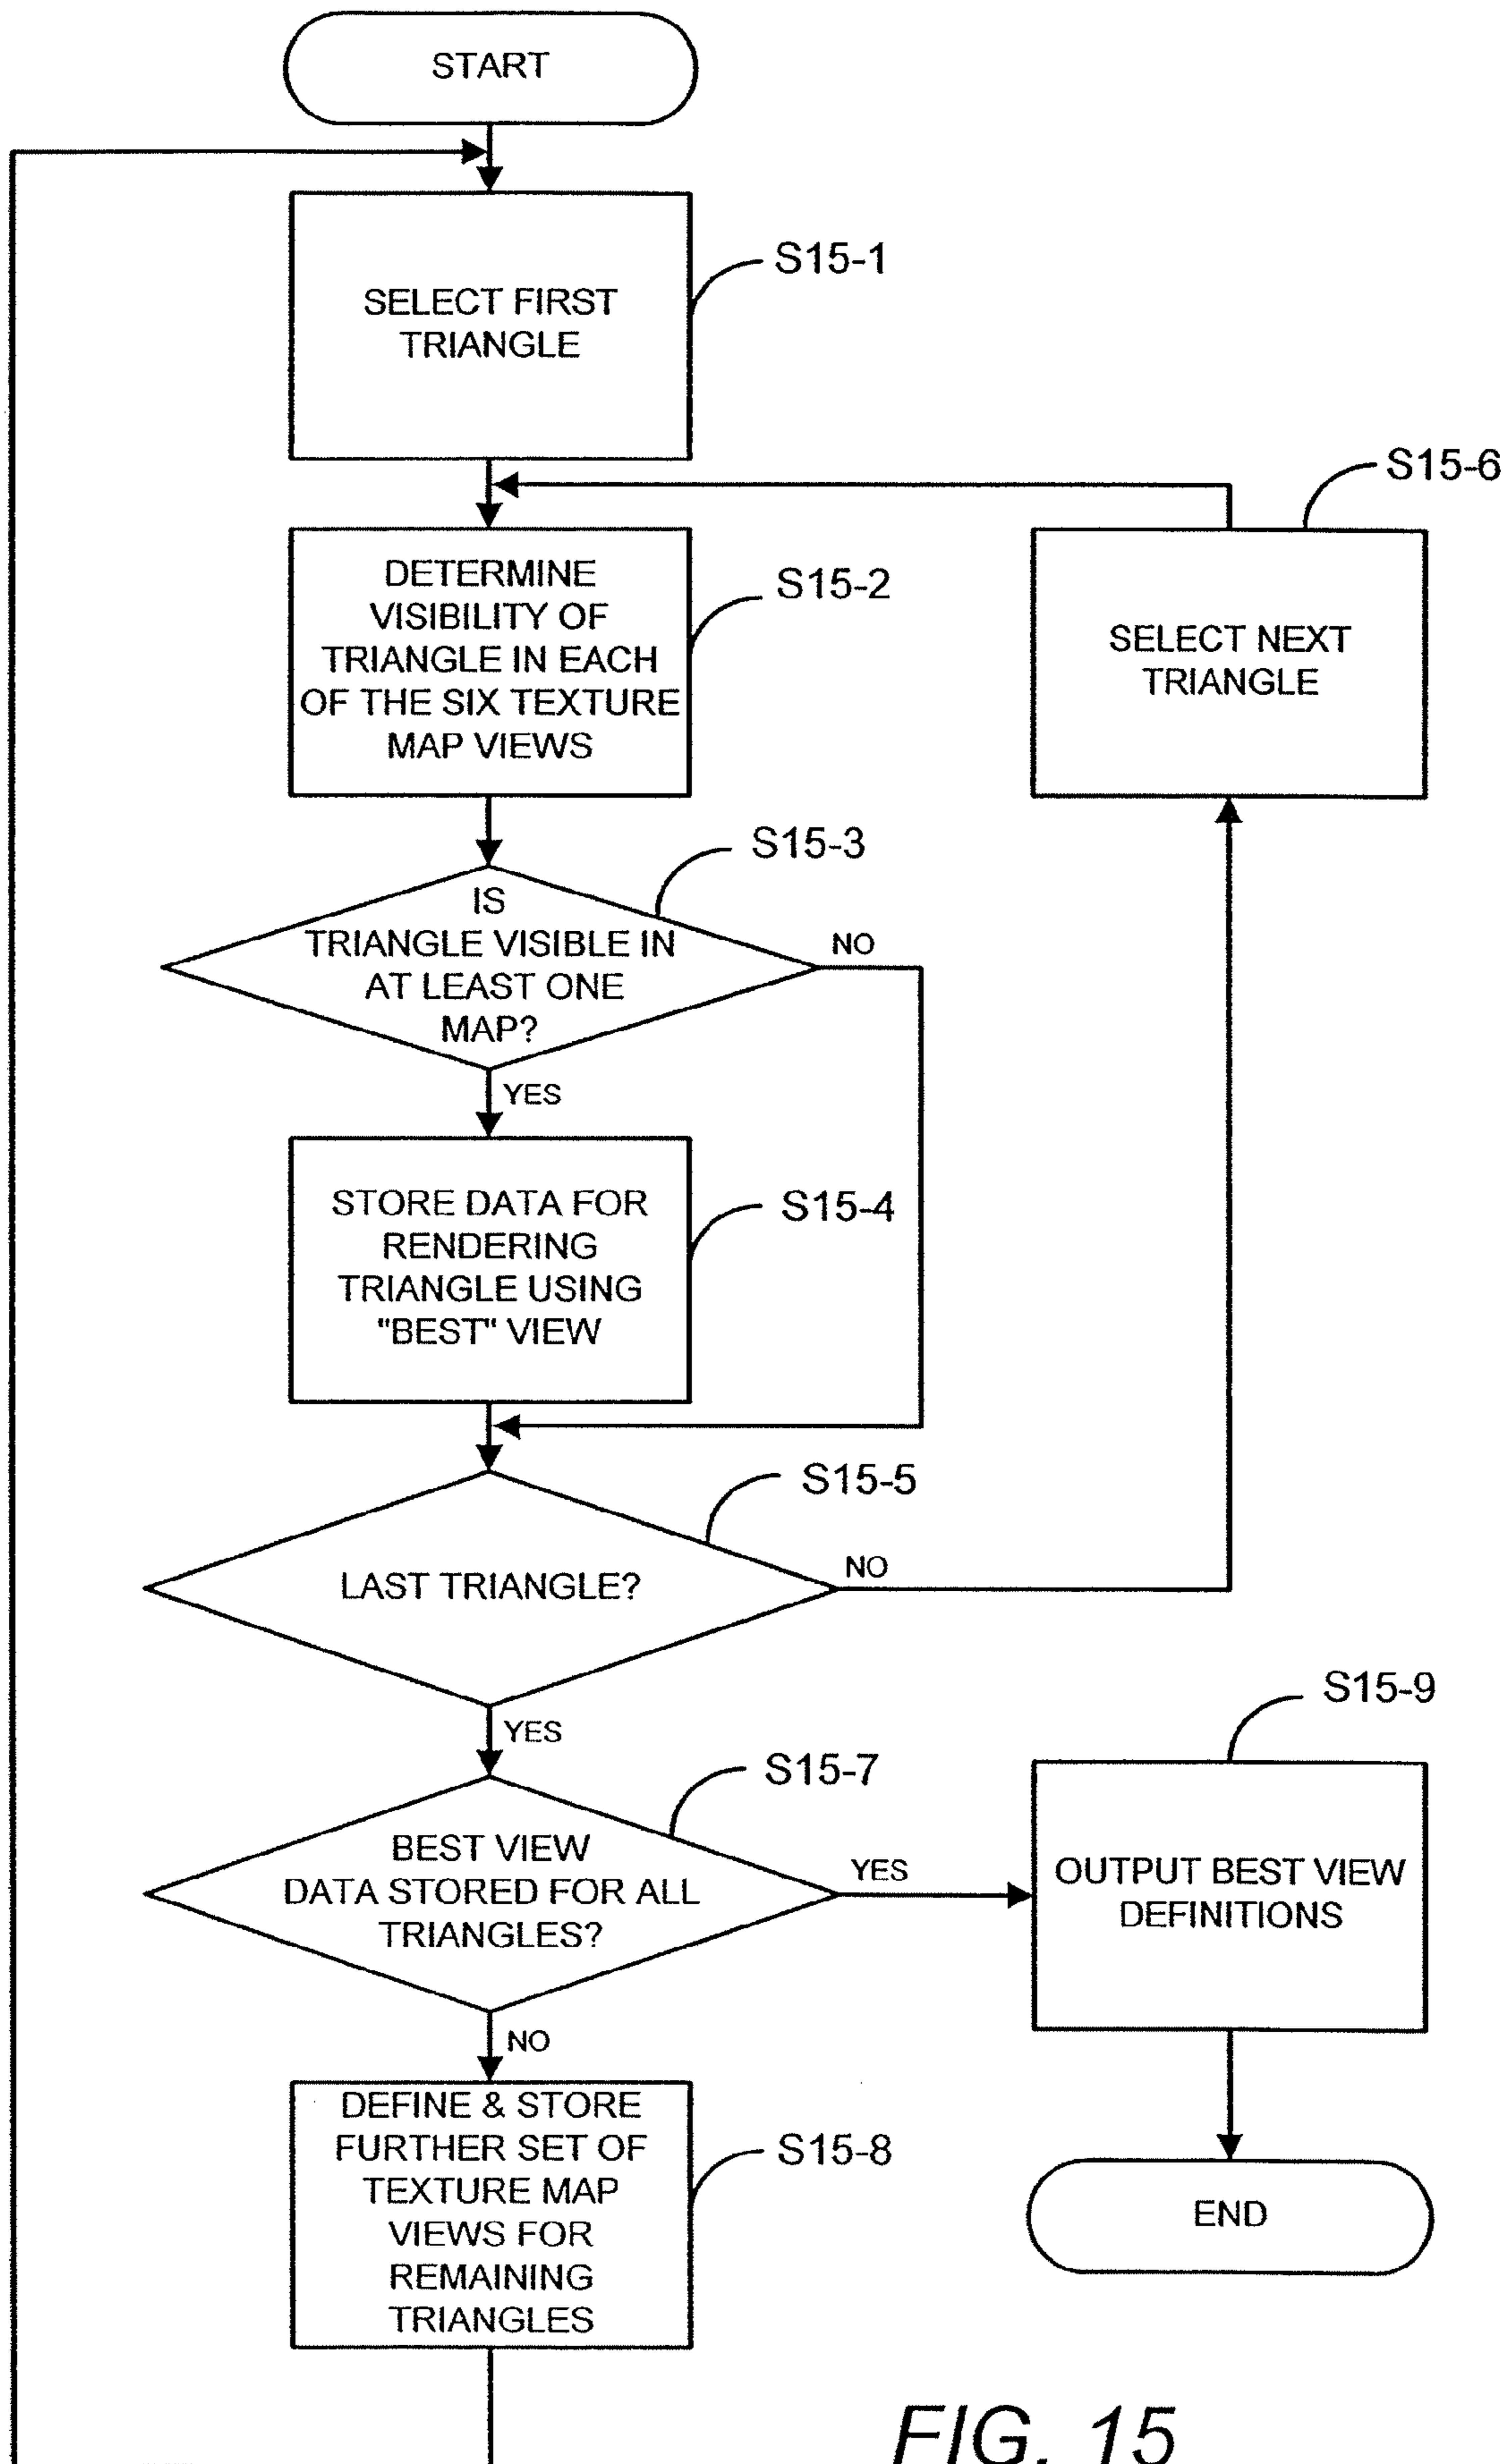 START
S15-1
SELECT FIRST
TRIANGLE
S15-6
DETERMINE
VISIBILITY OF
TRIANGLE IN EACH
OF THE SIX TEXTURE
MAP VIEWS
S15-2
SELECT NEXT
TRIANGLE
S15-3
IS
TRIANGLE VISIBLE IN
AT LEAST ONE
MAP?
NO
YES
STORE DATA FOR
RENDERING
TRIANGLE USING
"BEST" VIEW
S15-4
S15-5
LAST TRIANGLE?
NO
YES
S15-9
S15-7
BEST VIEW
DATA STORED FOR ALL
TRIANGLES?
YES
OUTPUT BEST VIEW
DEFINITIONS
NO
DEFINE & STORE
FURTHER SET OF
TEXTURE MAP
VIEWS FOR
REMAINING
TRIANGLES
S15-8
END
FIG. 15